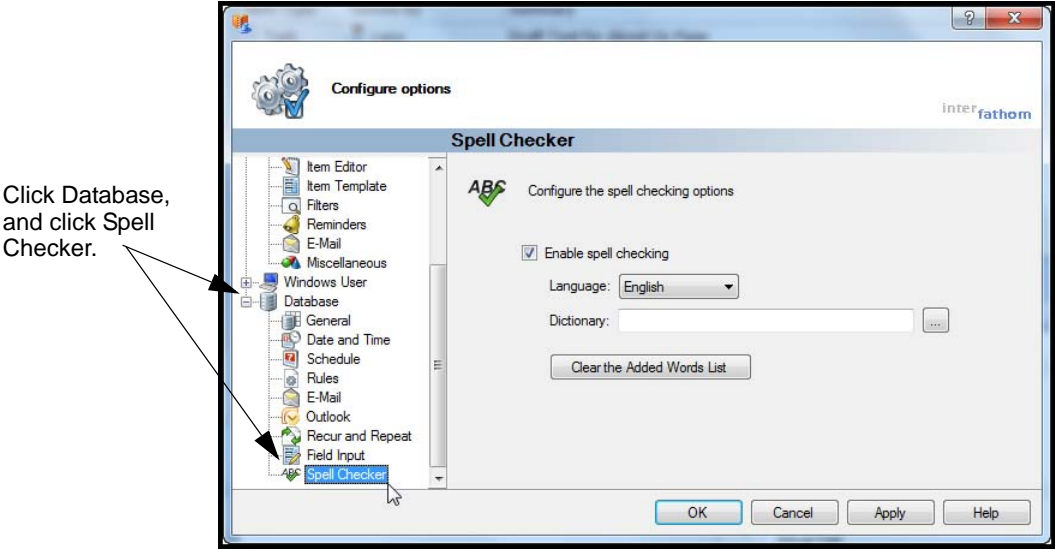 Configure options
inter fathom
Spell Checker
Click Database,
and click Spell
Checker.
Item Editor
Item Template
Filters
Reminders
E-Mail
Miscellaneous
Windows User
Database
General
Date and Time
Schedule
Rules
E-Mail
Outlook
Recur and Repeat
Field Input
ABC Spell Checker
ABC Configure the spell checking options
Enable spell checking
Language: English
Dictionary: ...
Clear the Added Words List
OK Cancel Apply Help